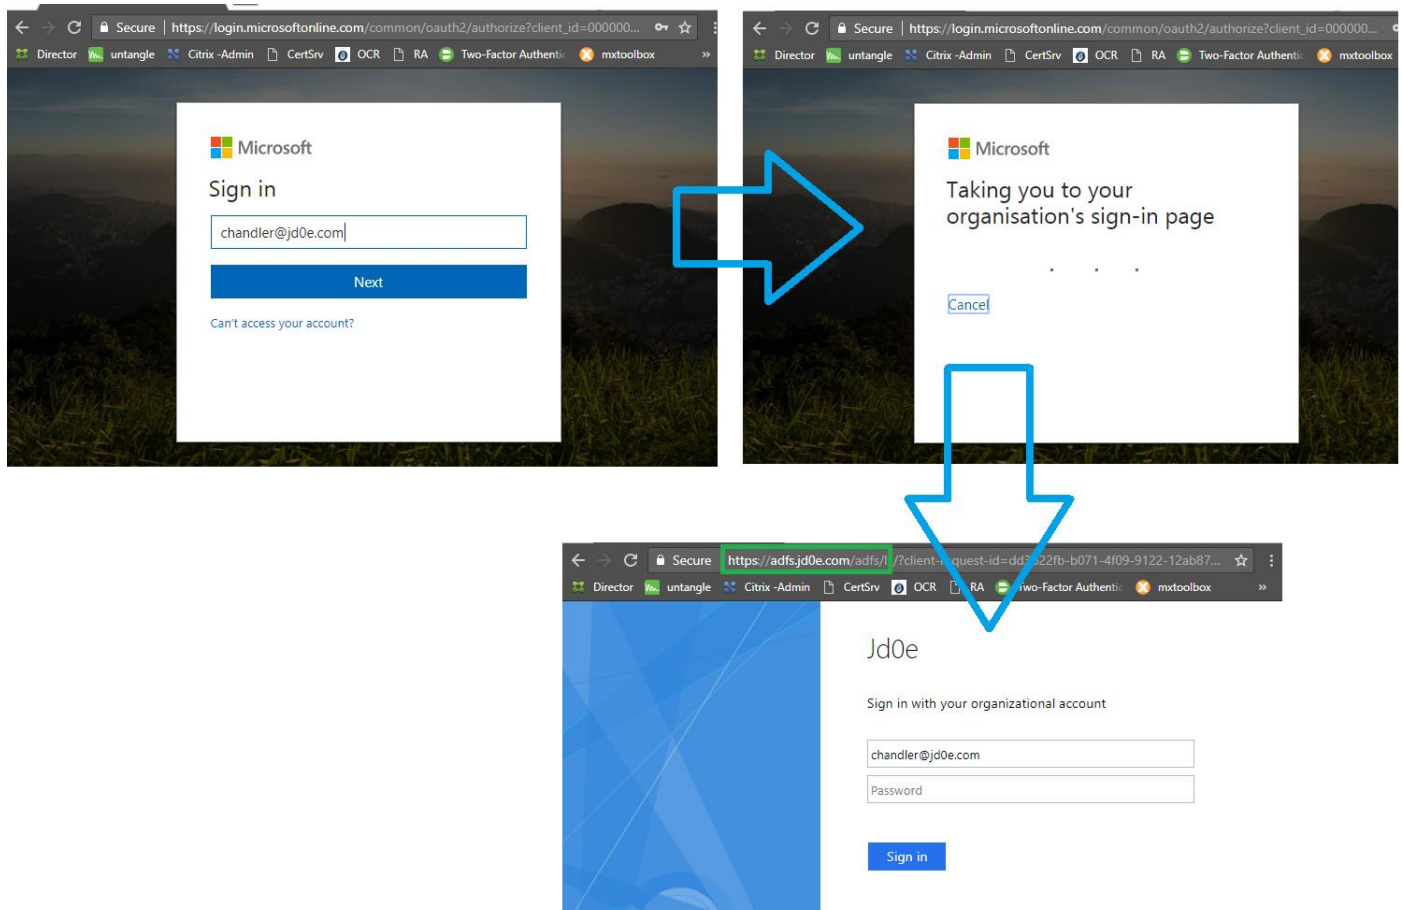 Secure | https://login.microsoftonline.com/common/oauth2/authorize?client_id=000000...
Director untangle Citrix -Admin CertSrv OCR RA Two-Factor Authentic mxtoolbox »
Microsoft
Sign in
chandler@jd0e.com
Next
Can't access your account?
Secure | https://login.microsoftonline.com/common/oauth2/authorize?client_id=000000...
Director untangle Citrix -Admin CertSrv OCR RA Two-Factor Authentic mxtoolbox
Microsoft
Taking you to your
organisation's sign-in page
Cancel
Secure https://adfs.jd0e.com/adfs/
Director untangle Citrix -Admin CertSrv OCR RA Two-Factor Authentic mxtoolbox »
Jd0e
Sign in with your organizational account
chandler@jd0e.com
Password
Sign in